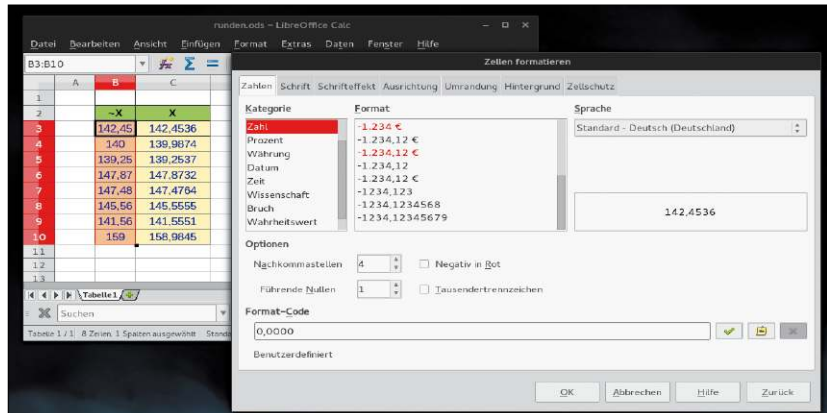 runden.ods – LibreOffice Calc
Datei Bearbeiten Ansicht Einfügen Format Extras Daten Fenster Hilfe
B3:B10
A B C
1
2 ~X X
3 142,45 142,4536
4 140 139,9874
5 139,25 139,2537
6 147,87 147,8732
7 147,48 147,4764
8 145,56 145,5555
9 141,56 141,5551
10 159 158,9845
11
12
13
Tabelle1
Suchen
Tabelle 1 / 1 8 Zeilen, 1 Spalten ausgewählt Standa
Zellen formatieren
Zahlen Schrift Schrifteffekt Ausrichtung Umrandung Hintergrund Zellschutz
Kategorie
Zahl
Prozent
Währung
Datum
Zeit
Wissenschaft
Bruch
Wahrheitswert
Format
-1.234 €
-1.234,12 €
-1.234,12 €
-1.234,12
-1.234,12 €
-1234,123
-1234,1234568
-1234,12345679
Sprache
Standard - Deutsch (Deutschland)
142,4536
Optionen
Nachkommastellen 4 Negativ in Rot
Führende Nullen 1 Tausendertrennzeichen
Format-Code
0,0000
Benutzerdefiniert
OK Abbrechen Hilfe Zurück